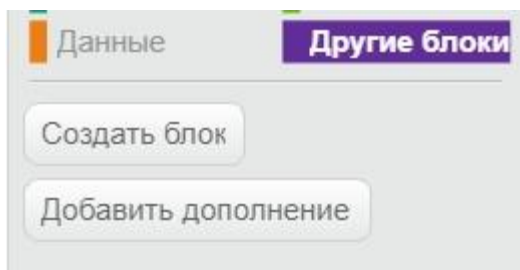 Данные Другие блоки
Создать блок
Добавить дополнение